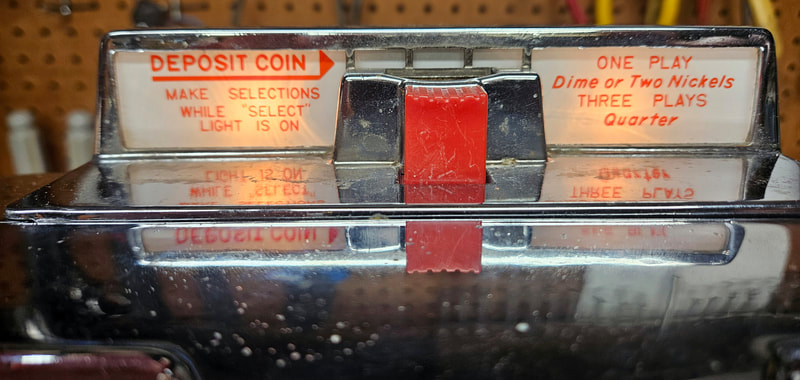 DEPOSIT COIN
MAKE SELECTIONS
WHILE "SELECT"
LIGHT IS ON
ONE PLAY
Dime or Two Nickels
THREE PLAYS
Quarter